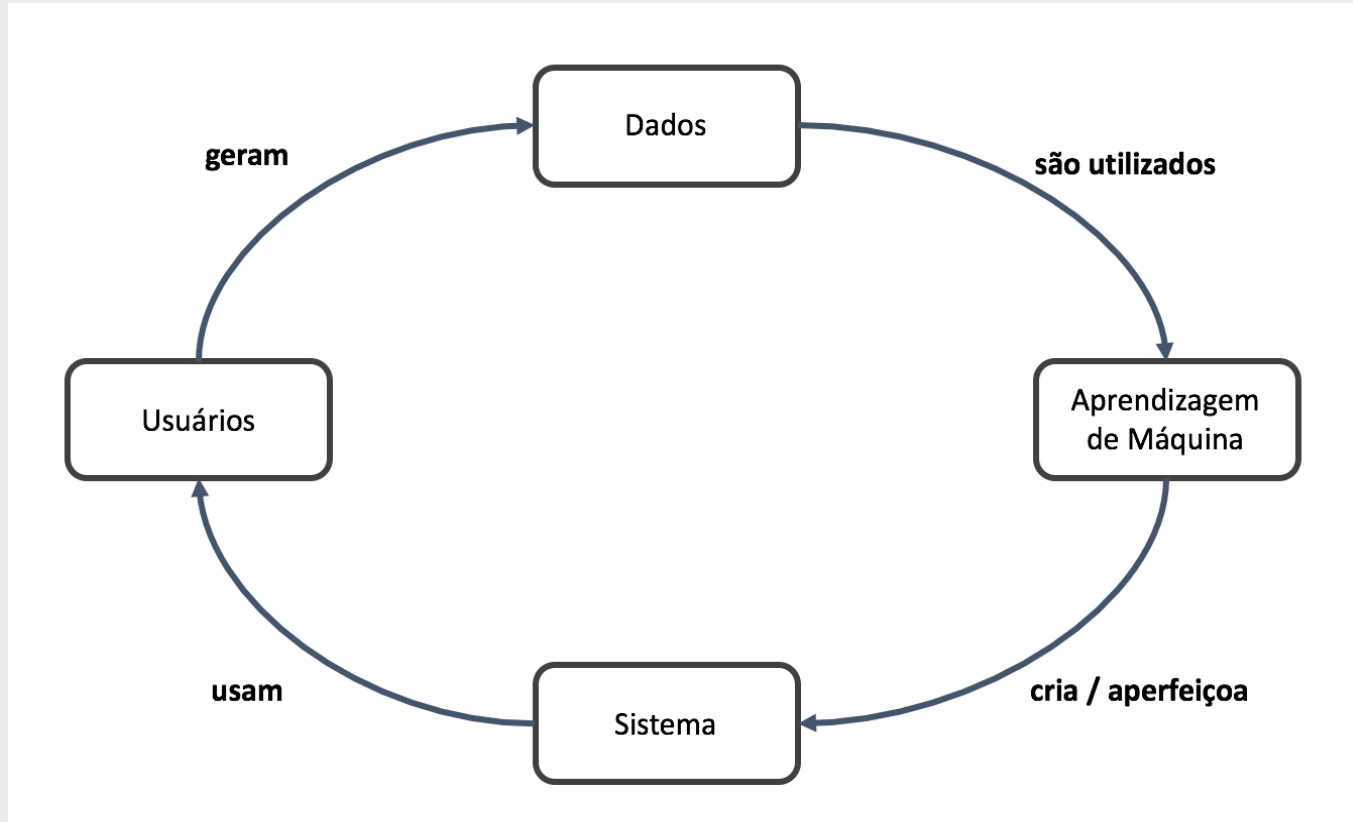 Dados
geram
são utilizados
Usuários
Aprendizagem
de Máquina
usam
cria / aperfeiçoa
Sistema